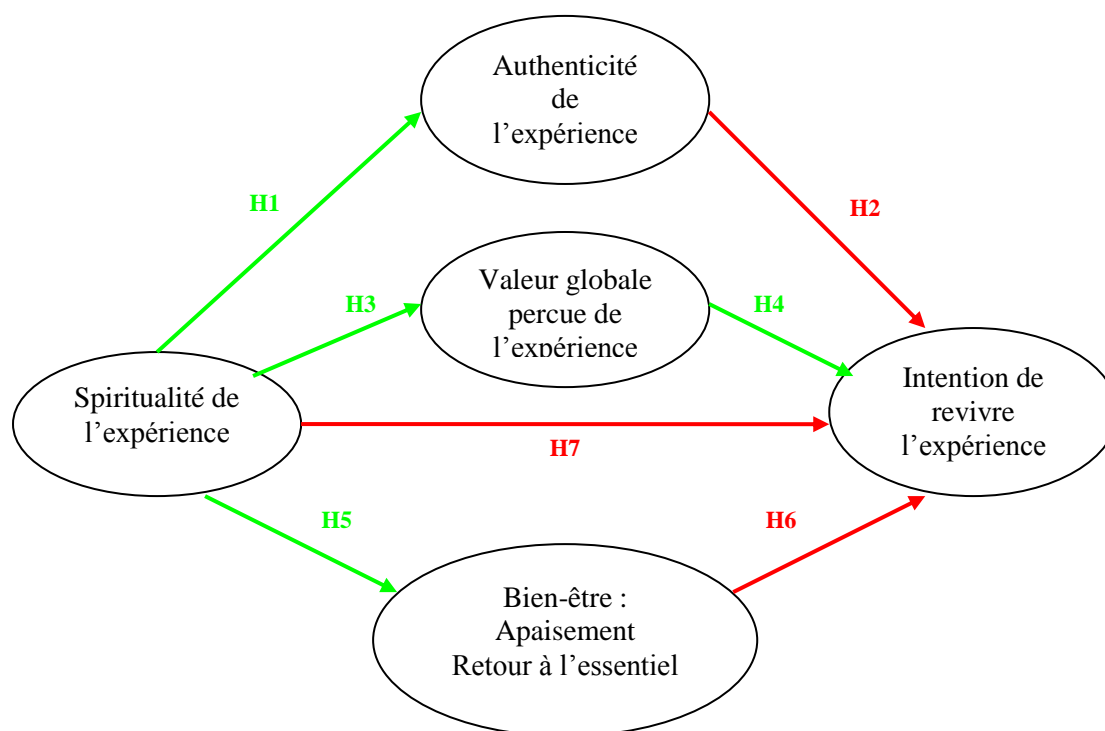 Authenticité
de
l’expérience
H1
H2
Valeur globale
percue de
l’expérience
H3
H4
Spiritualité de
l’expérience
Intention de
revivre
l’expérience
H7
H5
H6
Bien-être :
Apaisement
Retour à l’essentiel